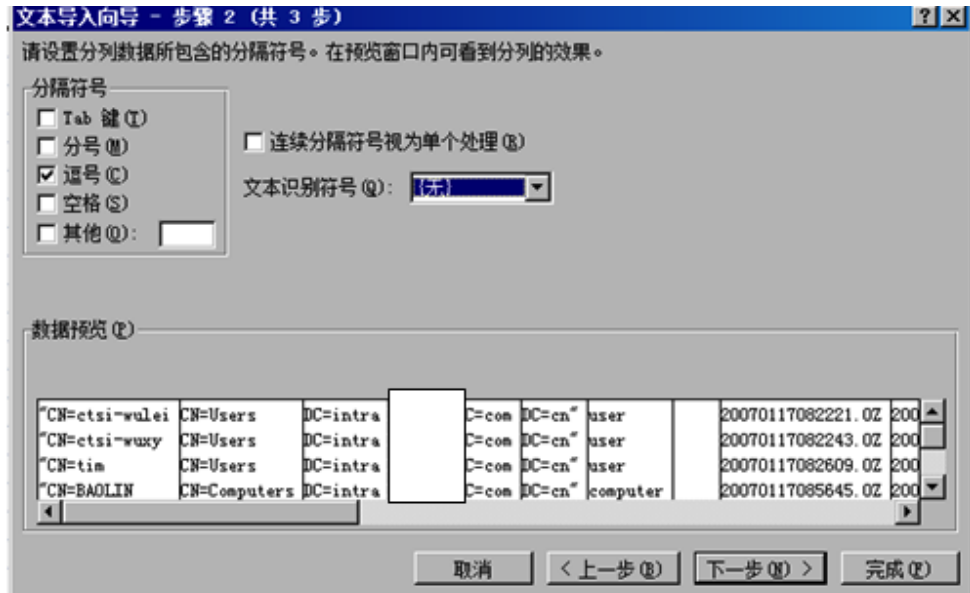 文本导入向导 - 步骤 2 (共 3 步)
请设置分列数据所包含的分隔符号。在预览窗口内可看到分列的效果。
分隔符号
Tab 键(T)
分号(M)
逗号(C)
空格(S)
其他(O):
连续分隔符号视为单个处理(R)
文本识别符号(Q): {无}
数据预览(P)
"CN=ctsi-wulei CN=Users DC=intra C=com DC=cn" user 20070117082221.0Z 200
"CN=ctsi-wuxy CN=Users DC=intra C=com DC=cn" user 20070117082243.0Z 200
"CN=tim CN=Users DC=intra C=com DC=cn" user 20070117082609.0Z 200
"CN=BAOLIN CN=Computers DC=intra C=com DC=cn" computer 20070117085645.0Z 200
取消 <上一步(B) 下一步(N) > 完成(F)